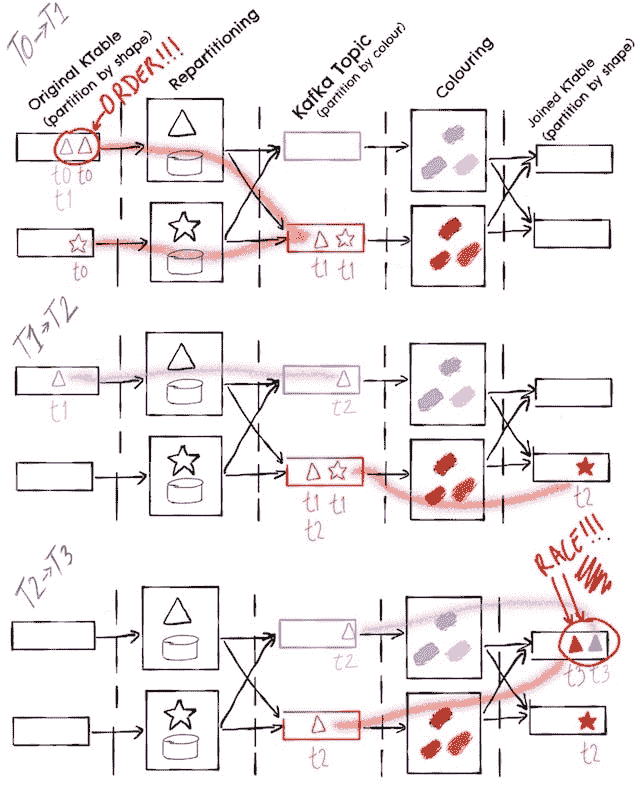 T0→T1
Original KTable
(partition by shape)
ORDER!!!
Repartitioning
Kafka Topic
(partition by colour)
Colouring
Joined KTable
(partition by shape)
t0 t0
t1
t0
t1 t1
T1→T2
t1
t2
t1 t1
t2
t2
T2→T3
RACE!!!
t2
t3 t3
t2
t2